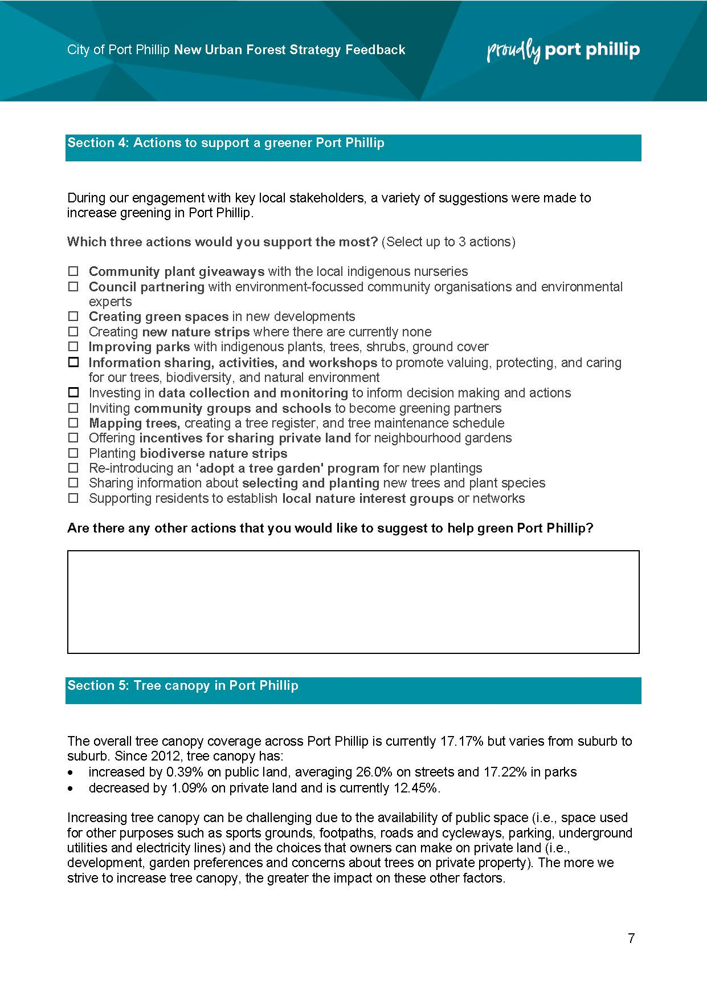 City of Port Phillip New Urban Forest Strategy Feedback
proudly port phillip
Section 4: Actions to support a greener Port Phillip
During our engagement with key local stakeholders, a variety of suggestions were made to
increase greening in Port Phillip.
Which three actions would you support the most? (Select up to 3 actions)
☐ Community plant giveaways with the local indigenous nurseries
☐ Council partnering with environment-focussed community organisations and environmental
experts
☐ Creating green spaces in new developments
☐ Creating new nature strips where there are currently none
☐ Improving parks with indigenous plants, trees, shrubs, ground cover
☐ Information sharing, activities, and workshops to promote valuing, protecting, and caring
for our trees, biodiversity, and natural environment
☐ Investing in data collection and monitoring to inform decision making and actions
☐ Inviting community groups and schools to become greening partners
☐ Mapping trees, creating a tree register, and tree maintenance schedule
☐ Offering incentives for sharing private land for neighbourhood gardens
☐ Planting biodiverse nature strips
☐ Re-introducing an ‘adopt a tree garden' program for new plantings
☐ Sharing information about selecting and planting new trees and plant species
☐ Supporting residents to establish local nature interest groups or networks
Are there any other actions that you would like to suggest to help green Port Phillip?
Section 5: Tree canopy in Port Phillip
The overall tree canopy coverage across Port Phillip is currently 17.17% but varies from suburb to
suburb. Since 2012, tree canopy has:
• increased by 0.39% on public land, averaging 26.0% on streets and 17.22% in parks
• decreased by 1.09% on private land and is currently 12.45%.
Increasing tree canopy can be challenging due to the availability of public space (i.e., space used
for other purposes such as sports grounds, footpaths, roads and cycleways, parking, underground
utilities and electricity lines) and the choices that owners can make on private land (i.e.,
development, garden preferences and concerns about trees on private property). The more we
strive to increase tree canopy, the greater the impact on these other factors.
7